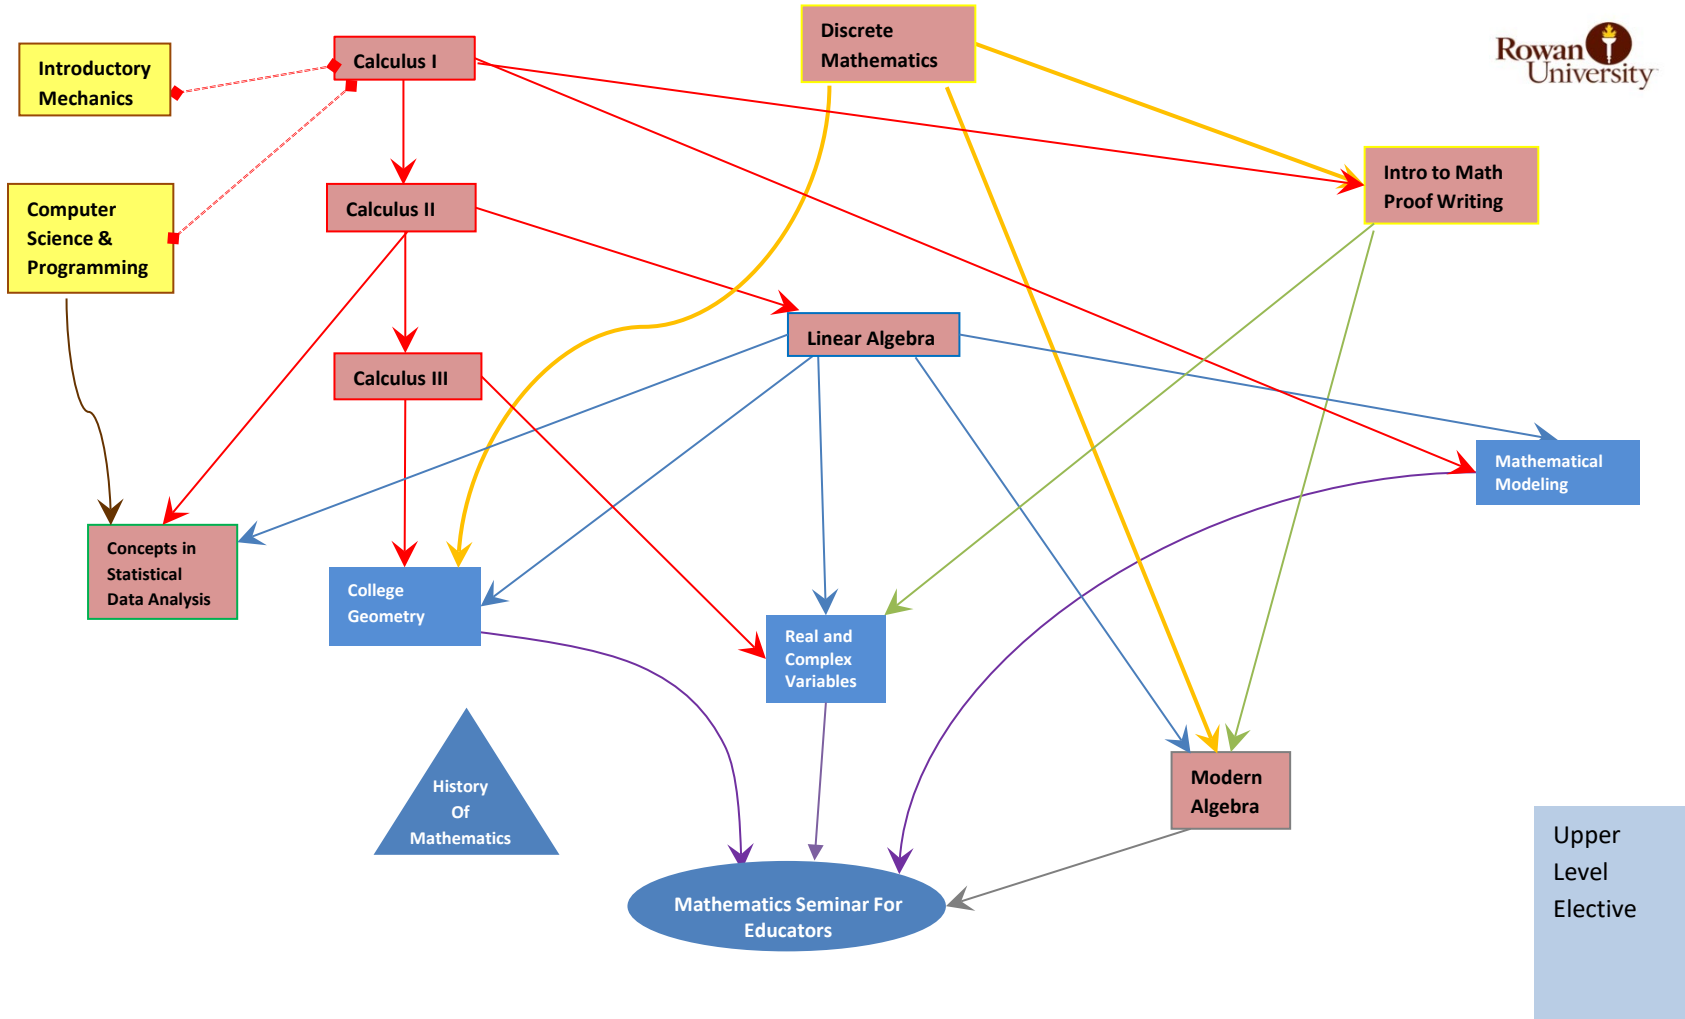 Discrete
Mathematics
Rowan
University
Introductory
Mechanics
Calculus I
Computer
Science &
Programming
Calculus II
Intro to Math
Proof Writing
Linear Algebra
Calculus III
Mathematical
Modeling
Concepts in
Statistical
Data Analysis
College
Geometry
Real and
Complex
Variables
History
Of
Mathematics
Modern
Algebra
Mathematics Seminar For
Educators
Upper
Level
Elective